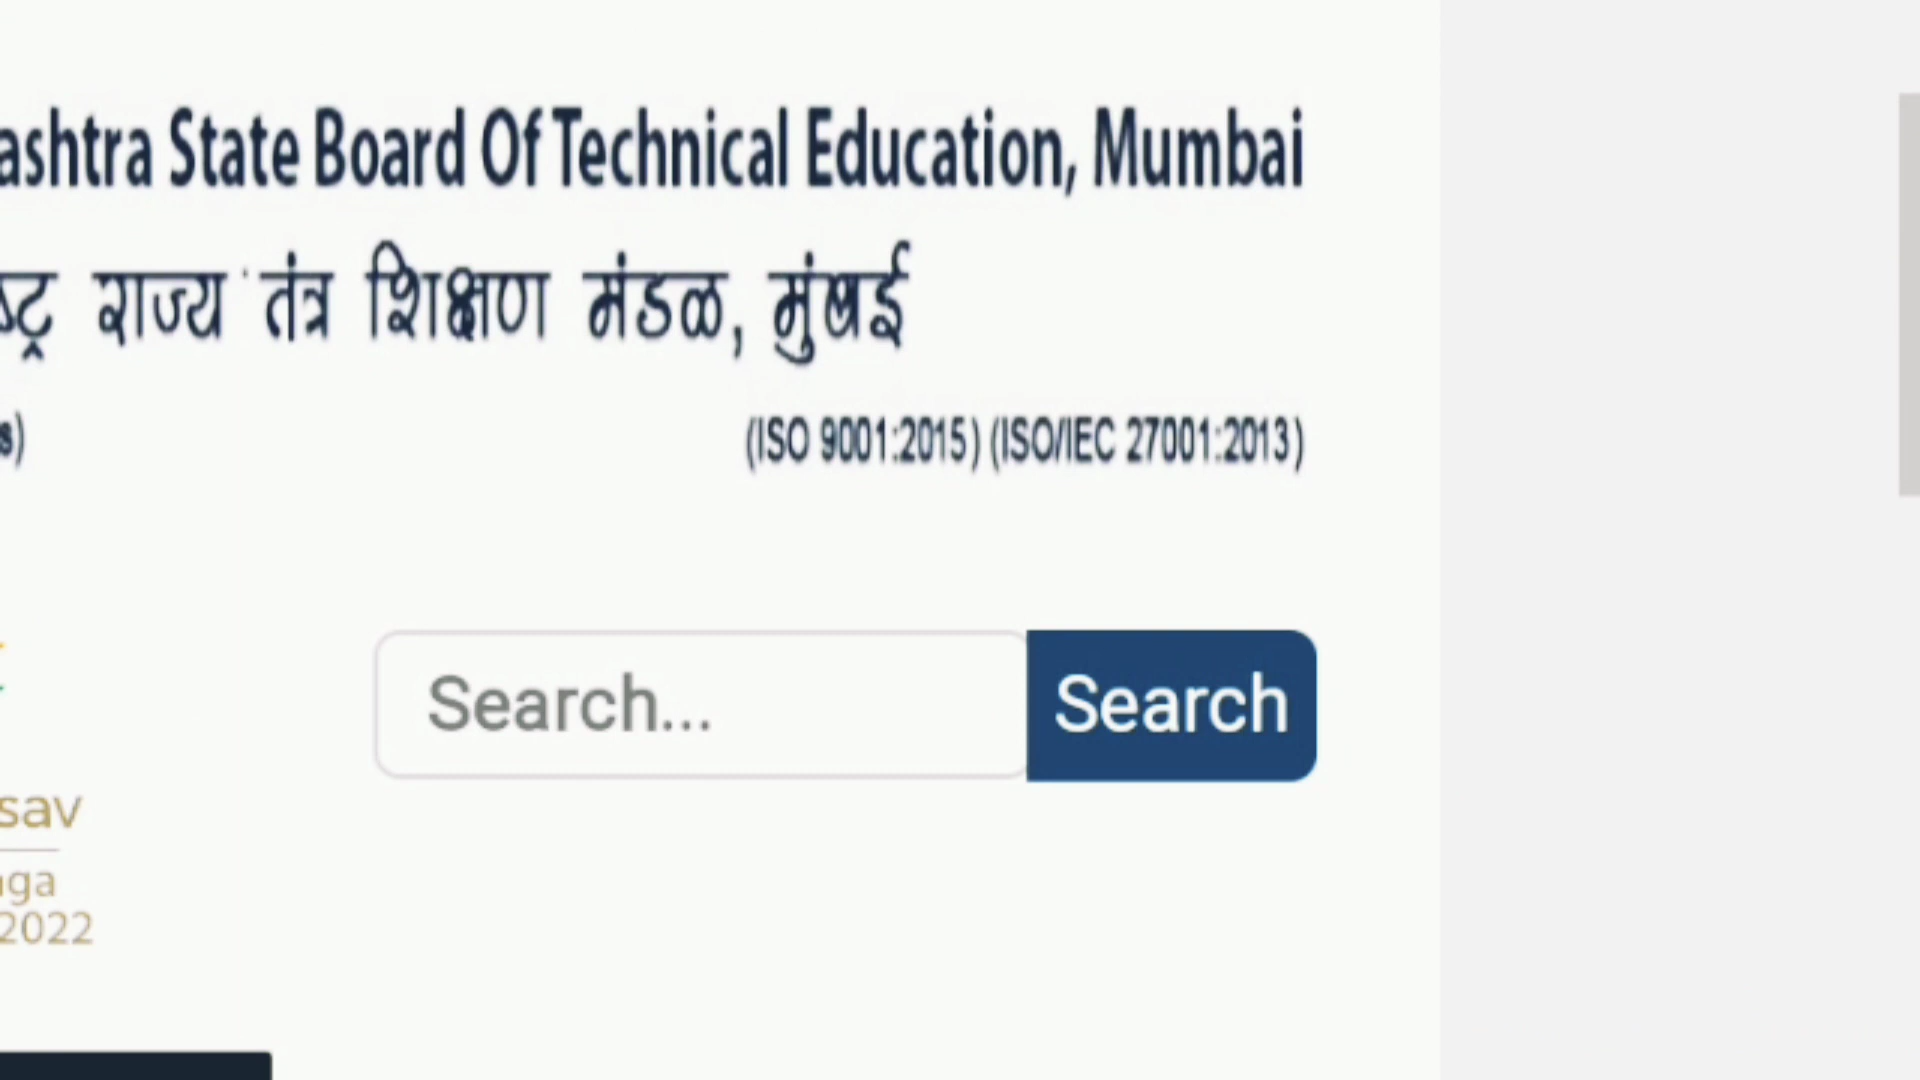 ashtra State Board Of Technical Education, Mumbai
ष्ट्र राज्य तंत्र शिक्षण मंडळ, मुंबई
s)
(ISO 9001:2015) (ISO/IEC 27001:2013)
Search...
Search
sav
ga
2022